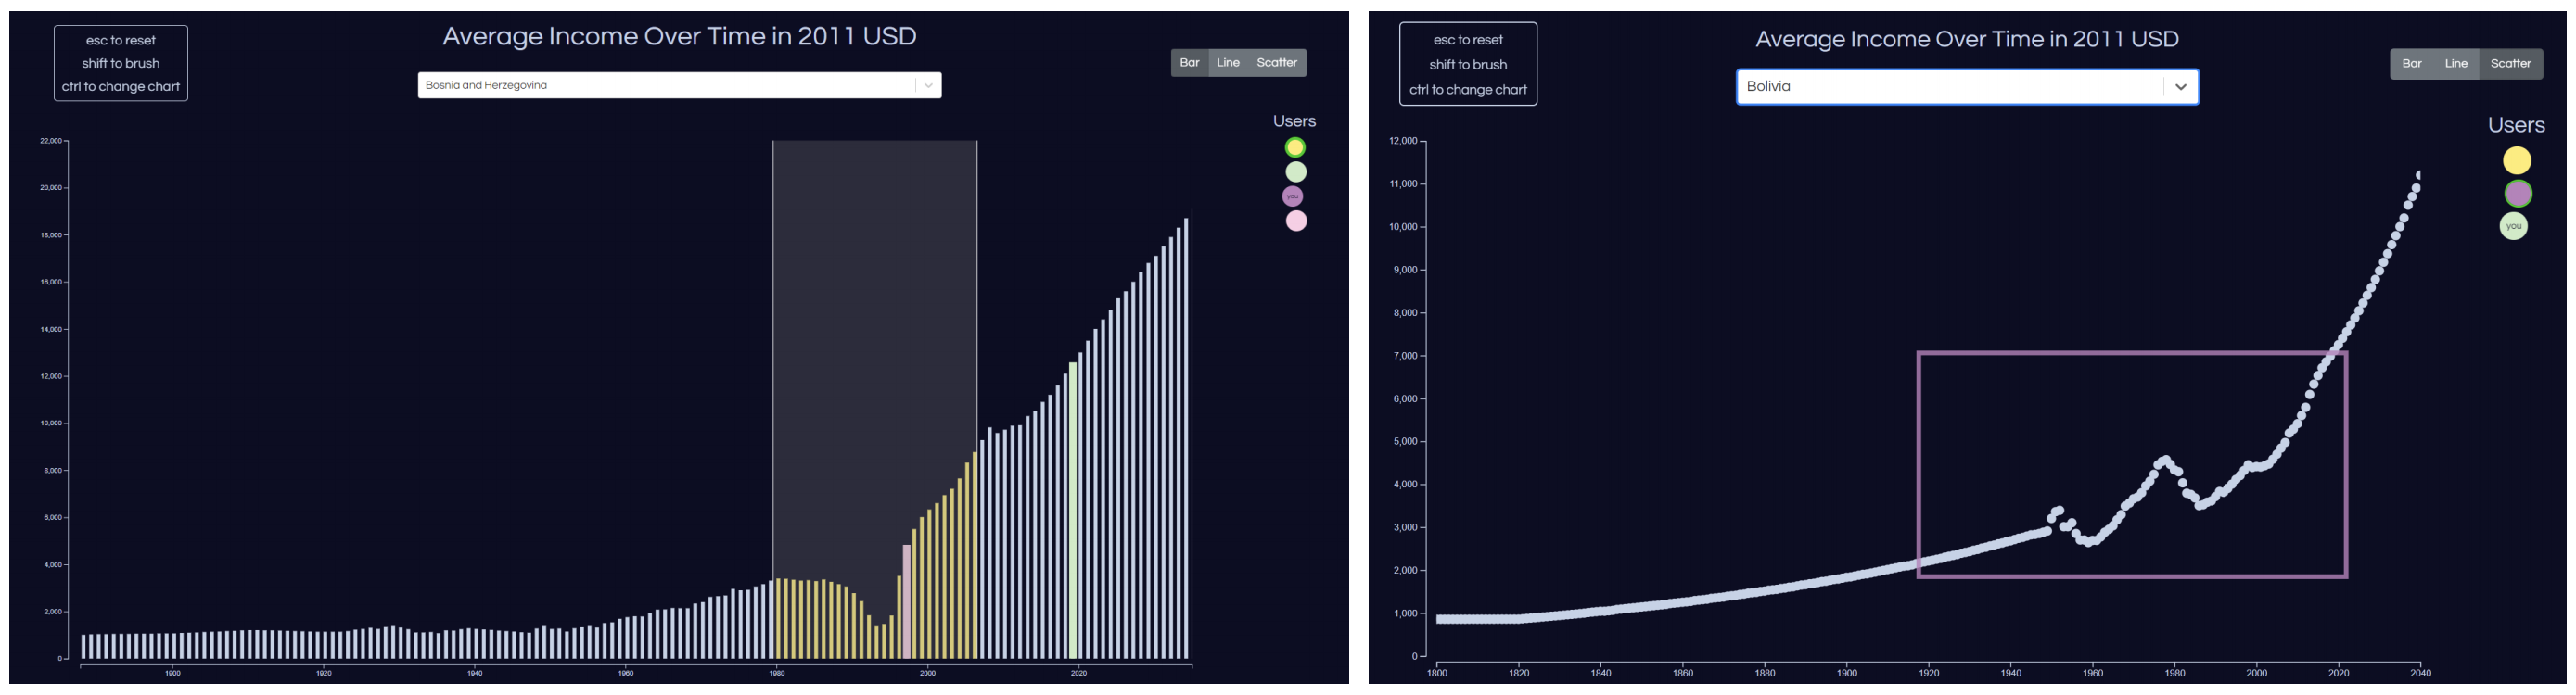 esc to reset
shift to brush
ctrl to change chart
Average Income Over Time in 2011 USD
Bosnia and Herzegovina
Bar Line Scatter
Users
you
22,000
20,000
18,000
16,000
14,000
12,000
10,000
8,000
6,000
4,000
2,000
0
1900 1920 1940 1960 1980 2000 2020
esc to reset
shift to brush
ctrl to change chart
Average Income Over Time in 2011 USD
Bolivia
Bar Line Scatter
Users
you
12,000
11,000
10,000
9,000
8,000
7,000
6,000
5,000
4,000
3,000
2,000
1,000
0
1800 1820 1840 1860 1880 1900 1920 1940 1960 1980 2000 2020 2040